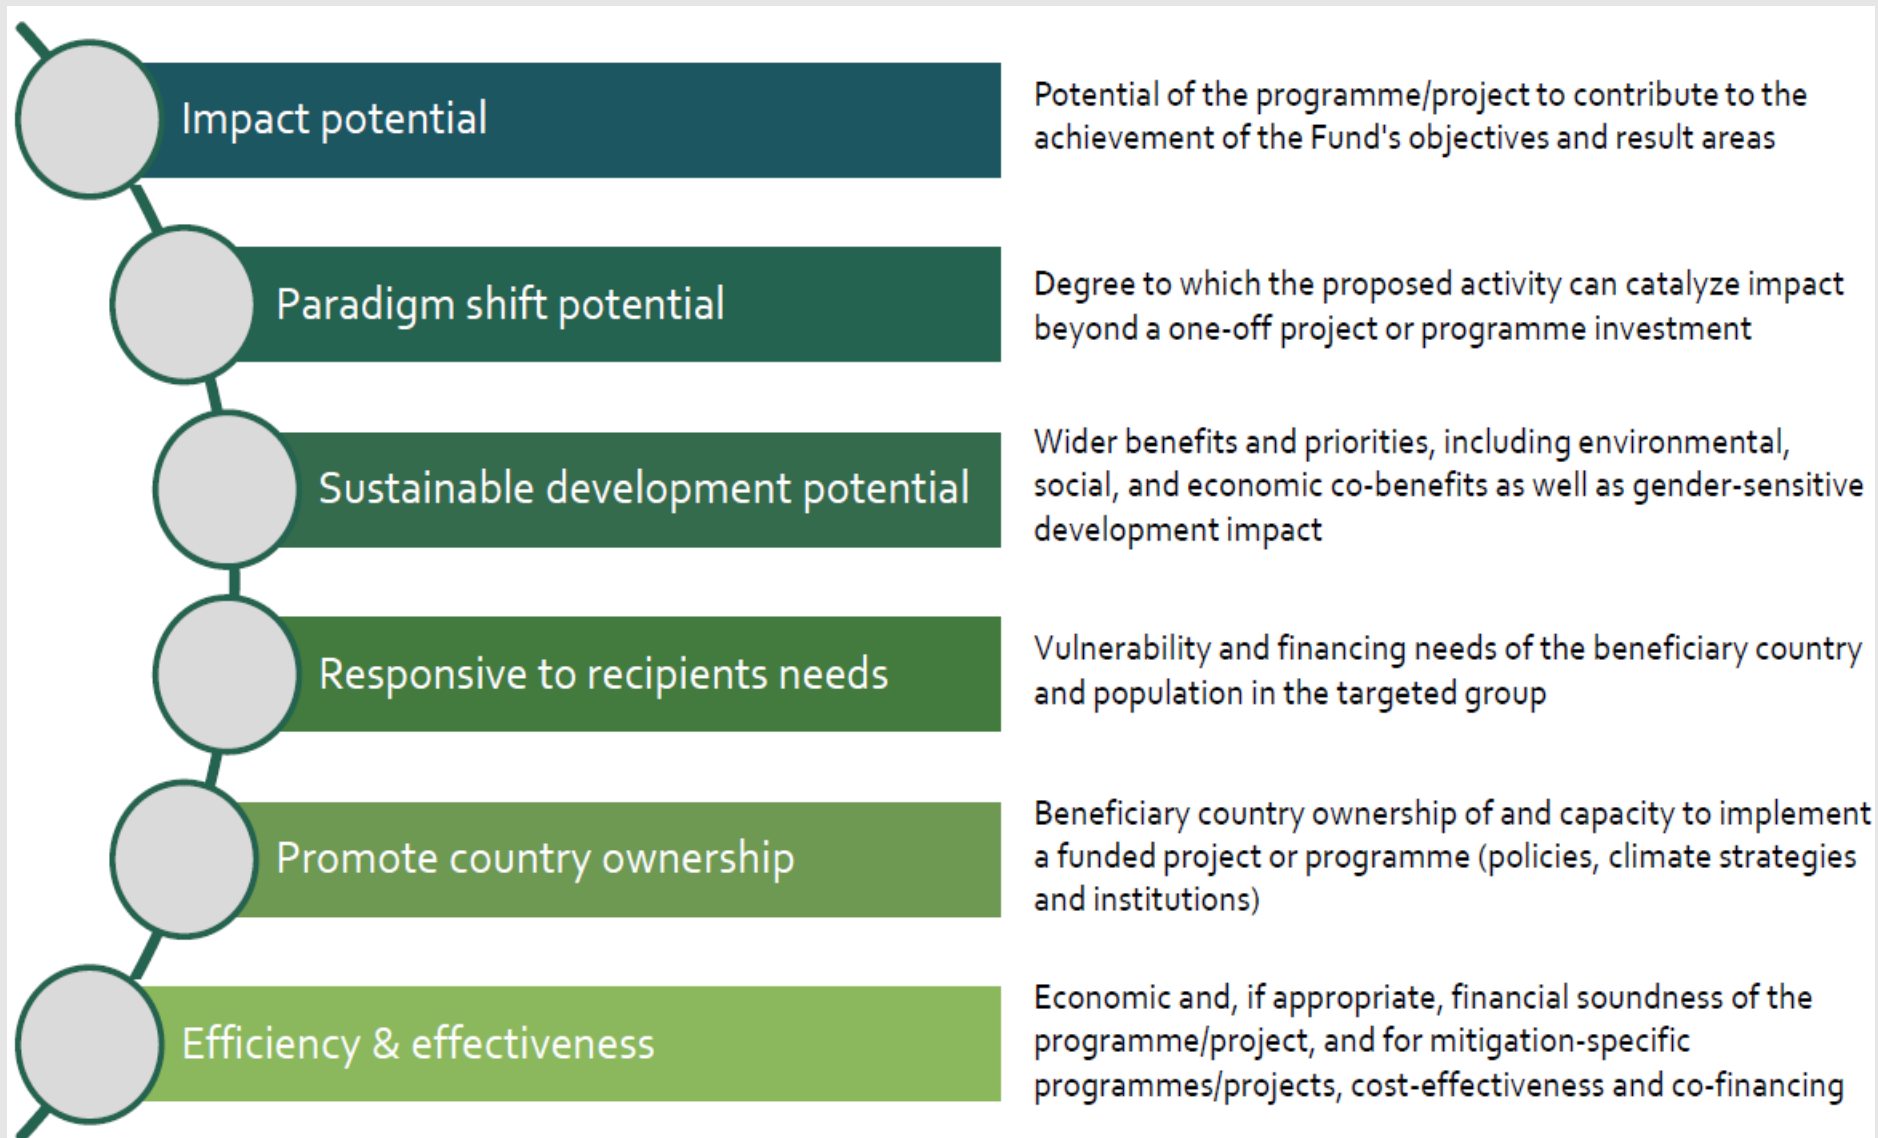 Impact potential
Potential of the programme/project to contribute to the
achievement of the Fund's objectives and result areas
Paradigm shift potential
Degree to which the proposed activity can catalyze impact
beyond a one-off project or programme investment
Sustainable development potential
Wider benefits and priorities, including environmental,
social, and economic co-benefits as well as gender-sensitive
development impact
Responsive to recipients needs
Vulnerability and financing needs of the beneficiary country
and population in the targeted group
Promote country ownership
Beneficiary country ownership of and capacity to implement
a funded project or programme (policies, climate strategies
and institutions)
Efficiency & effectiveness
Economic and, if appropriate, financial soundness of the
programme/project, and for mitigation-specific
programmes/projects, cost-effectiveness and co-financing